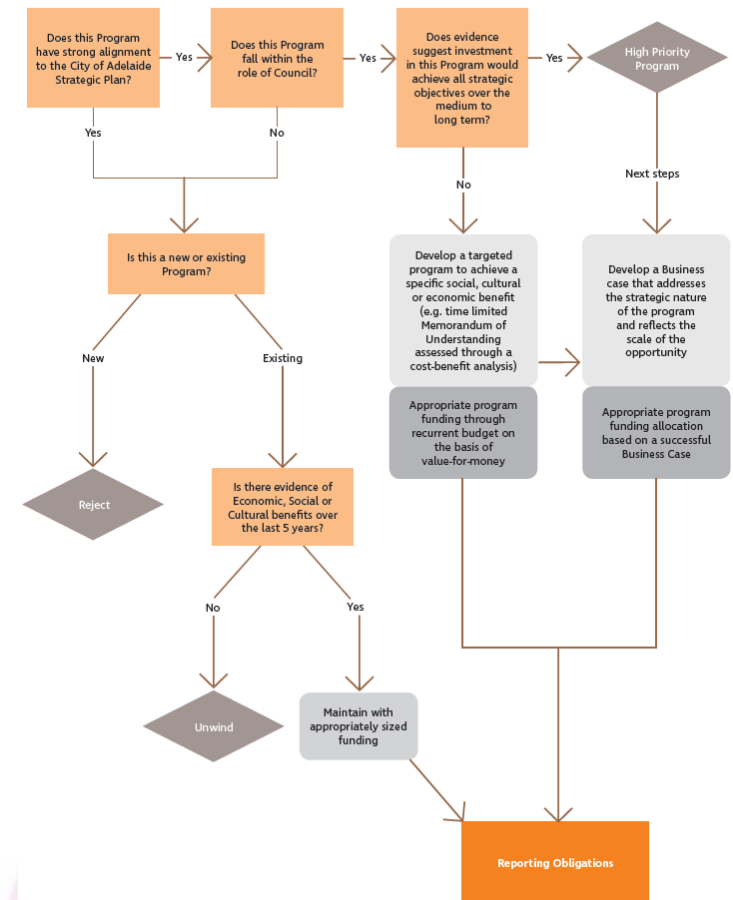 Does this Program
have strong alignment
to the City of Adelaide
Strategic Plan?
Yes
Does this Program
fall within the
role of Council?
Yes
Does evidence
suggest investment
in this Program would
achieve all strategic
objectives over the
medium to
long term?
Yes
High Priority
Program
Yes
No
No
Next steps
Is this a new or existing
Program?
Develop a targeted
program to achieve a
specific social, cultural
or economic benefit
(e.g. time limited
Memorandum of
Understanding
assessed through a
cost-benefit analysis)
Develop a Business
case that addresses
the strategic nature
of the program
and reflects the
scale of the
opportunity
New
Existing
Appropriate program
funding through
recurrent budget on
the basis of
value-for-money
Appropriate program
funding allocation
based on a successful
Business Case
Reject
Is there evidence of
Economic, Social or
Cultural benefits over
the last 5 years?
No
Yes
Unwind
Maintain with
appropriately sized
funding
Reporting Obligations